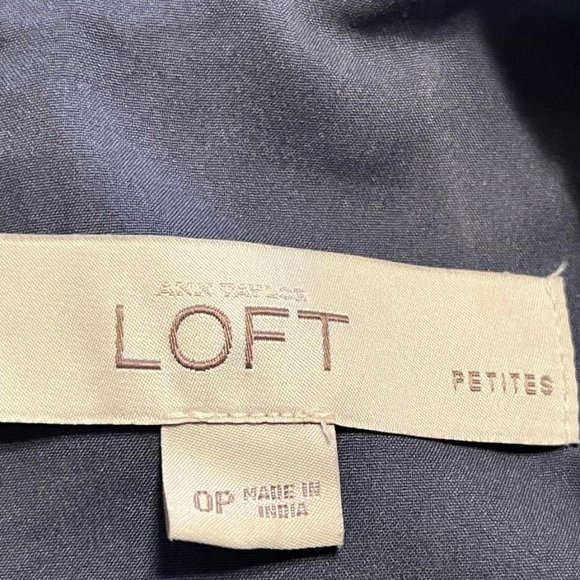 ANN TAYLOR
LOFT
PETITES
0P MADE IN
INDIA